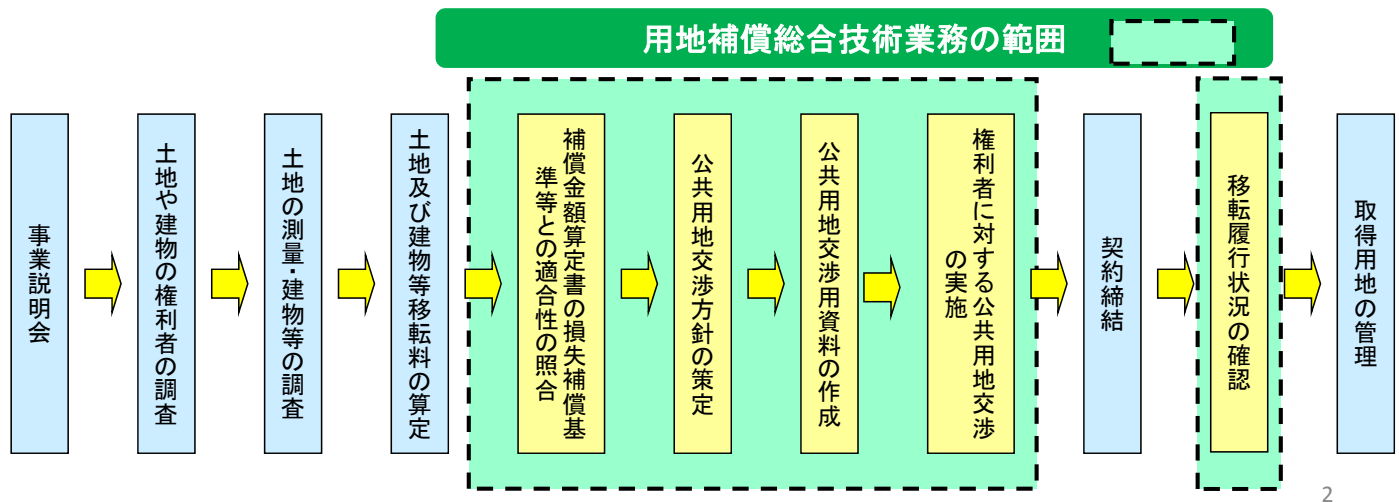 用地補償総合技術業務の範囲
事業説明会
土地や建物の権利者の調査
土地の測量・建物等の調査
土地及び建物等移転料の算定
補償金額算定書の損失補償基
準等との適合性の照合
公共用地交渉方針の策定
公共用地交渉用資料の作成
権利者に対する公共用地交渉
の実施
契約締結
移転履行状況の確認
取得用地の管理
2